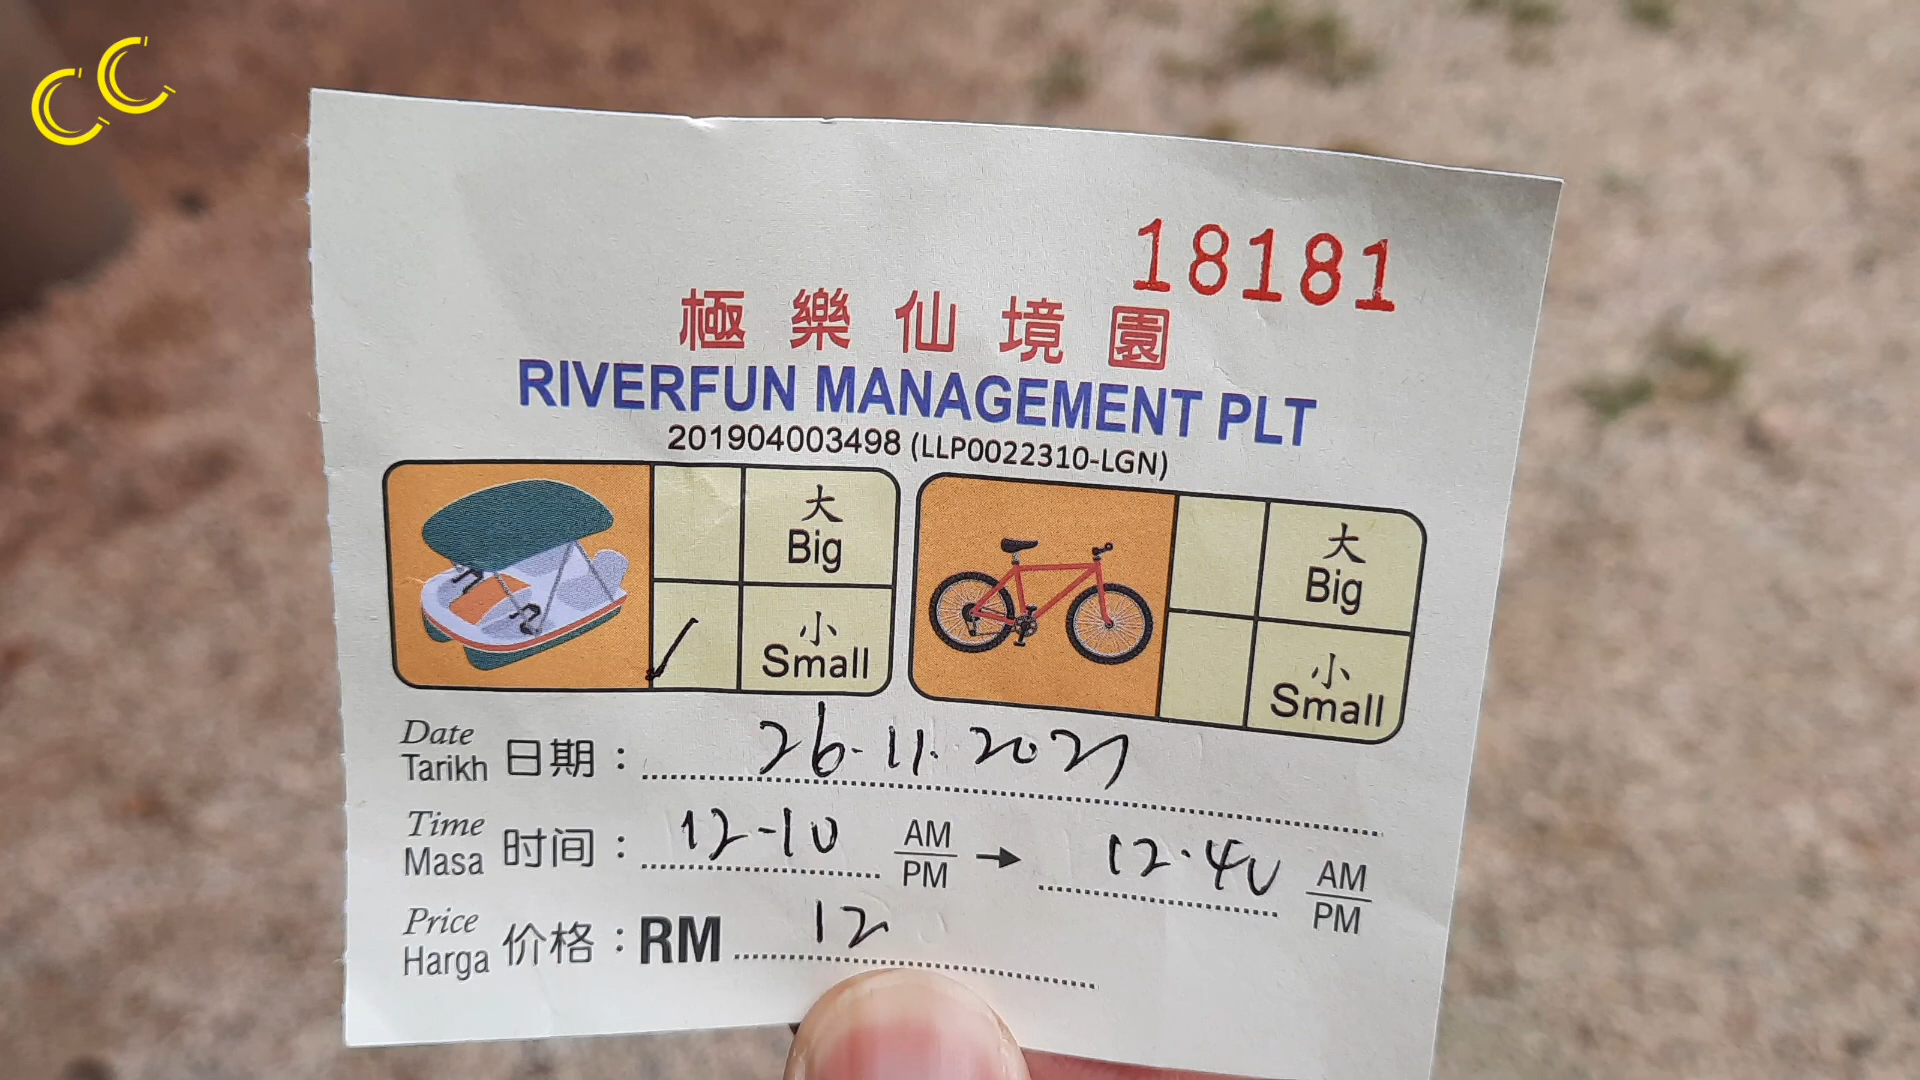 CC
18181
極樂仙境園
RIVERFUN MANAGEMENT PLT
201904003498 (LLP0022310-LGN)
大
Big
小
Small
大
Big
小
Small
Date
Tarikh 日期 : 26.11.2021
Time
Masa 时间 : 12-10 AM/PM → 12.40 AM/PM
Price
Harga 价格 : RM 12